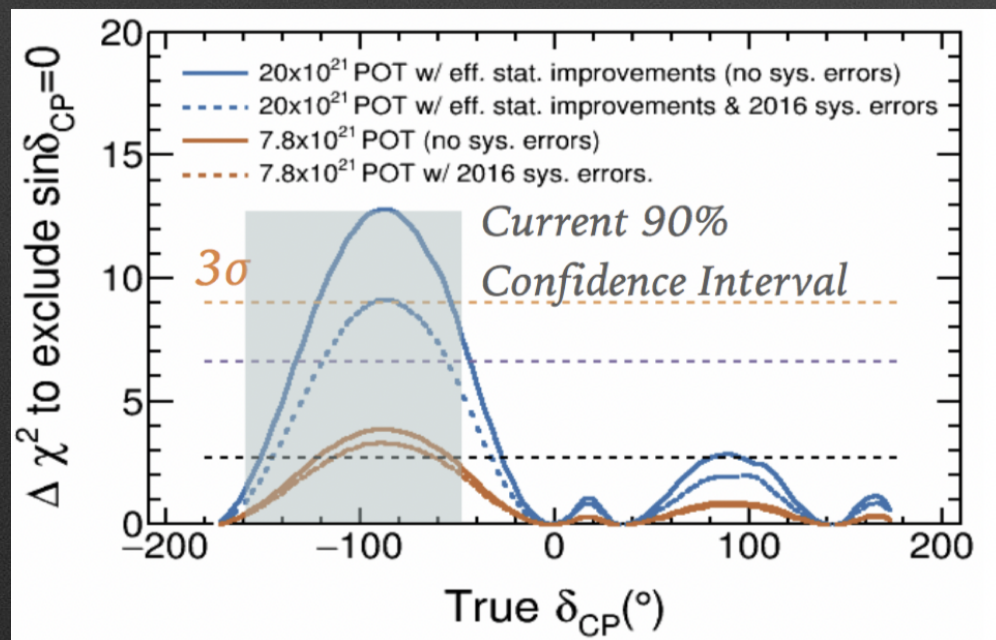 20
20x10²¹ POT w/ eff. stat. improvements (no sys. errors)
20x10²¹ POT w/ eff. stat. improvements & 2016 sys. errors
7.8x10²¹ POT (no sys. errors)
7.8x10²¹ POT w/ 2016 sys. errors.
15
Current 90%
Confidence Interval
3σ
10
5
0
Δ χ² to exclude sinδCP=0
−200 −100 0 100 200
True δCP(°)